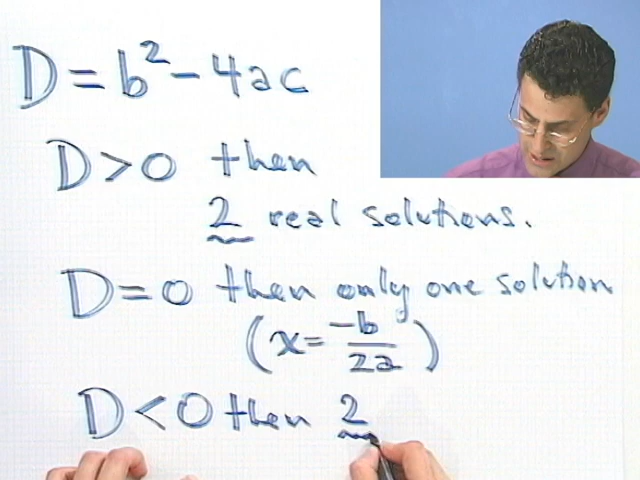 D = b² - 4ac
D > 0 then
2 real solutions.
D = 0 then only one solution
(x = -b/2a)
D < 0 then 2